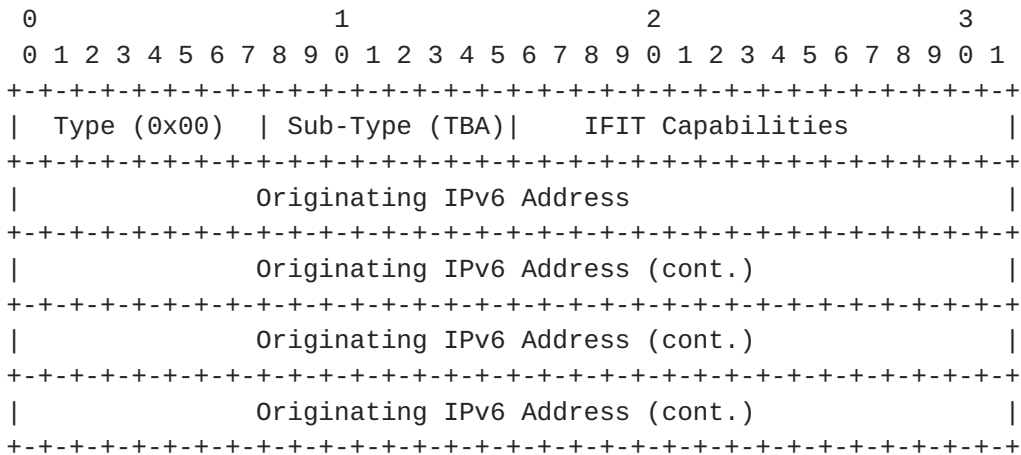 0                   1                   2                   3
 0 1 2 3 4 5 6 7 8 9 0 1 2 3 4 5 6 7 8 9 0 1 2 3 4 5 6 7 8 9 0 1
+-+-+-+-+-+-+-+-+-+-+-+-+-+-+-+-+-+-+-+-+-+-+-+-+-+-+-+-+-+-+-+-+
|  Type (0x00)  | Sub-Type (TBA)|    IFIT Capabilities          |
+-+-+-+-+-+-+-+-+-+-+-+-+-+-+-+-+-+-+-+-+-+-+-+-+-+-+-+-+-+-+-+-+
|               Originating IPv6 Address                        |
+-+-+-+-+-+-+-+-+-+-+-+-+-+-+-+-+-+-+-+-+-+-+-+-+-+-+-+-+-+-+-+-+
|               Originating IPv6 Address (cont.)                |
+-+-+-+-+-+-+-+-+-+-+-+-+-+-+-+-+-+-+-+-+-+-+-+-+-+-+-+-+-+-+-+-+
|               Originating IPv6 Address (cont.)                |
+-+-+-+-+-+-+-+-+-+-+-+-+-+-+-+-+-+-+-+-+-+-+-+-+-+-+-+-+-+-+-+-+
|               Originating IPv6 Address (cont.)                |
+-+-+-+-+-+-+-+-+-+-+-+-+-+-+-+-+-+-+-+-+-+-+-+-+-+-+-+-+-+-+-+-+